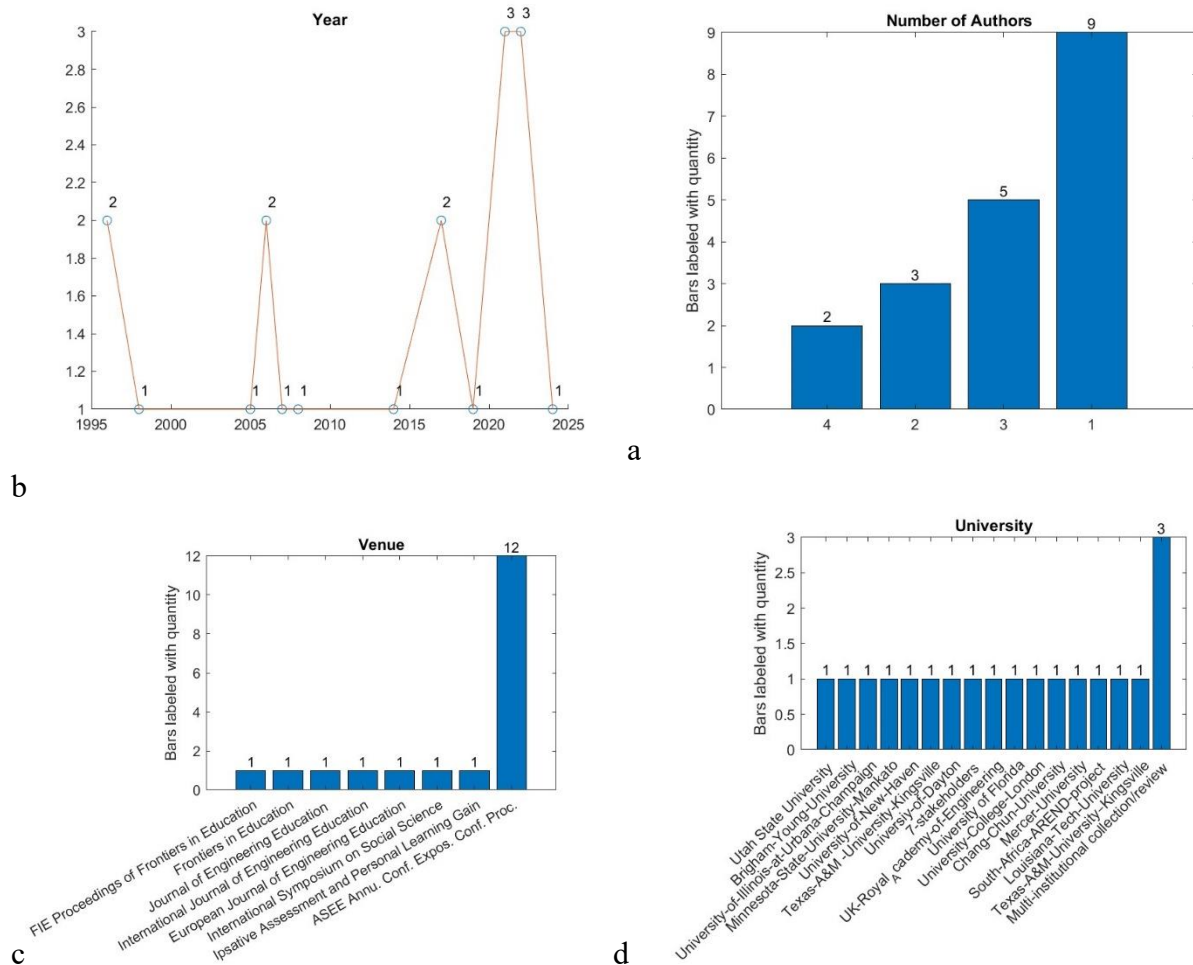 Year
3 3
3
2.8
2.6
2.4
2.2
2
1.8
1.6
1.4
1.2
1
2
1
1
2
1
1
1
2
1
1
1995 2000 2005 2010 2015 2020 2025
b
Number of Authors
Bars labeled with quantity
9
8
7
6
5
4
3
2
1
0
2
3
5
9
4 2 3 1
a
Venue
Bars labeled with quantity
12
10
8
6
4
2
0
1 1 1 1 1 1 1 12
FIE Proceedings of Frontiers in Education
Frontiers in Education
Journal of Engineering Education
International Journal of Engineering Education
European Journal of Engineering Education
International Symposium on Social Science
Ipsative Assessment and Personal Learning Gain
ASEE Annu. Conf. Expos. Conf. Proc.
c
University
Bars labeled with quantity
3
2.5
2
1.5
1
0.5
0
1 1 1 1 1 1 1 1 1 1 1 1 1 1 1 1 3
Utah State University
Brigham-Young-University
University-of-Illinois-at-Urbana-Champaign
Minnesota-State-University-Mankato
University-of-New-Haven
Texas-A&M -University-Kingsville
University-of-Dayton
7-stakeholders
UK-Royal Academy-of-Engineering
University of Florida
University-College-London
Chang-Chun-University
Mercer-University
South-Africa-AREND-project
Louisiana-Tech-University
Texas-A&M-University-Kingsville
Multi-institutional collection/review
d